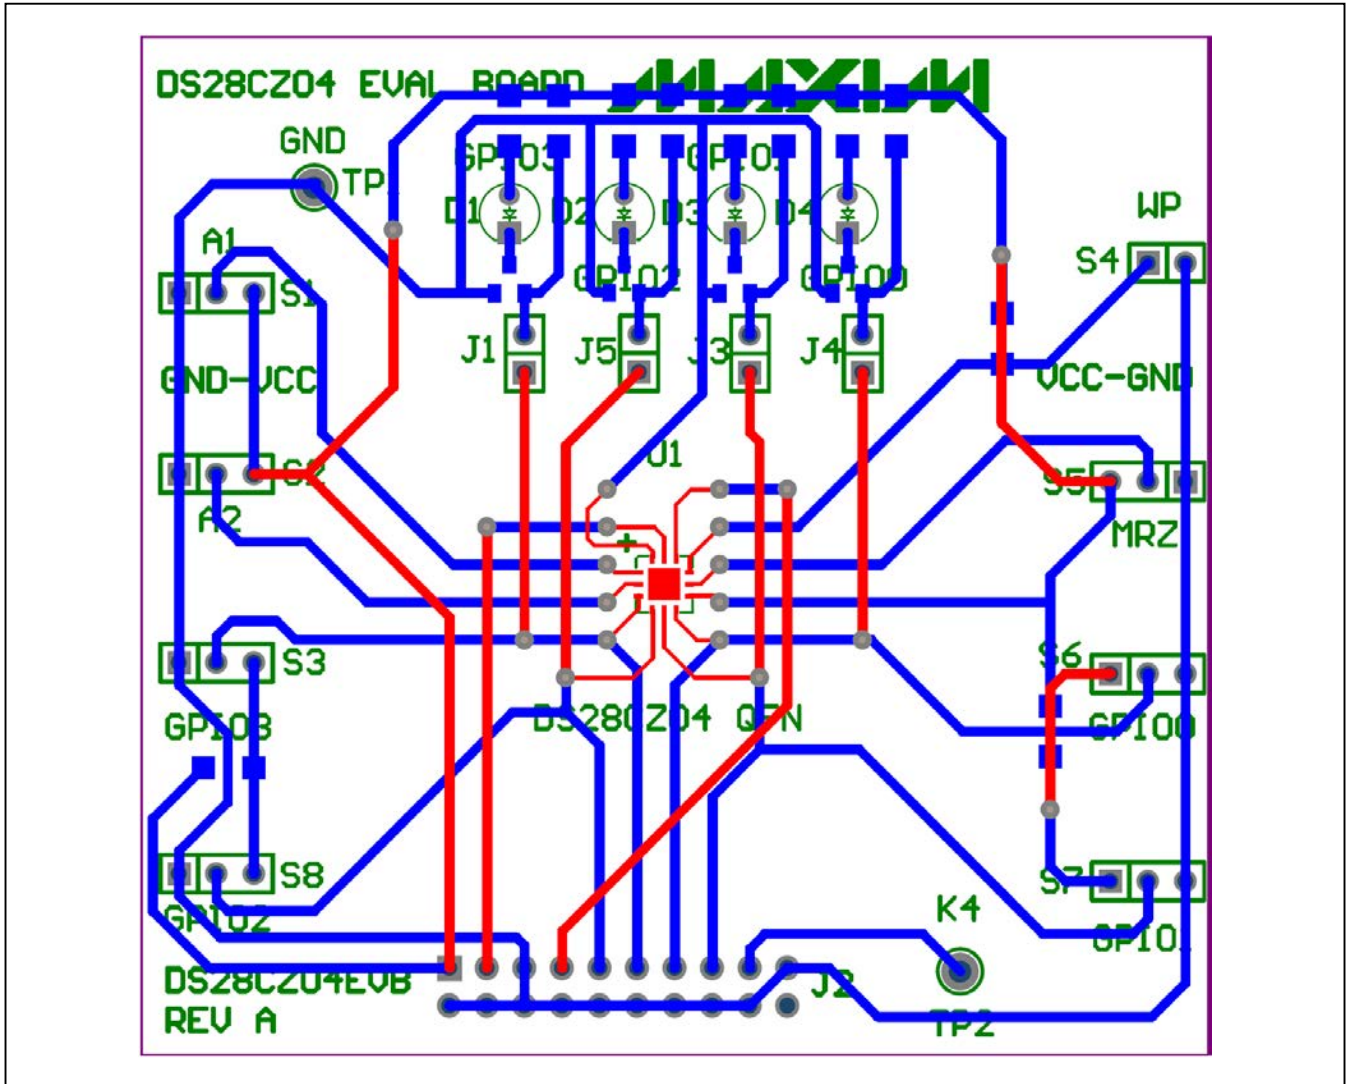 DS28CZ04 EVAL BOARD MAXIM
GND
TP
GPIO3 GPIO1
D1 D2 D3 D4
WP
A1
S4
S1
GPIO2 GPIO0
J1 J5 J3 J4
GND-VCC VCC-GND
U1
S2 S5
A2 MRZ
+
S3 S6
GPIO3 DS28CZ04 QFN GPIO0
S8 S7
GPIO2 K4
GPIO1
DS28CZ04EVB J2
REV A TP2